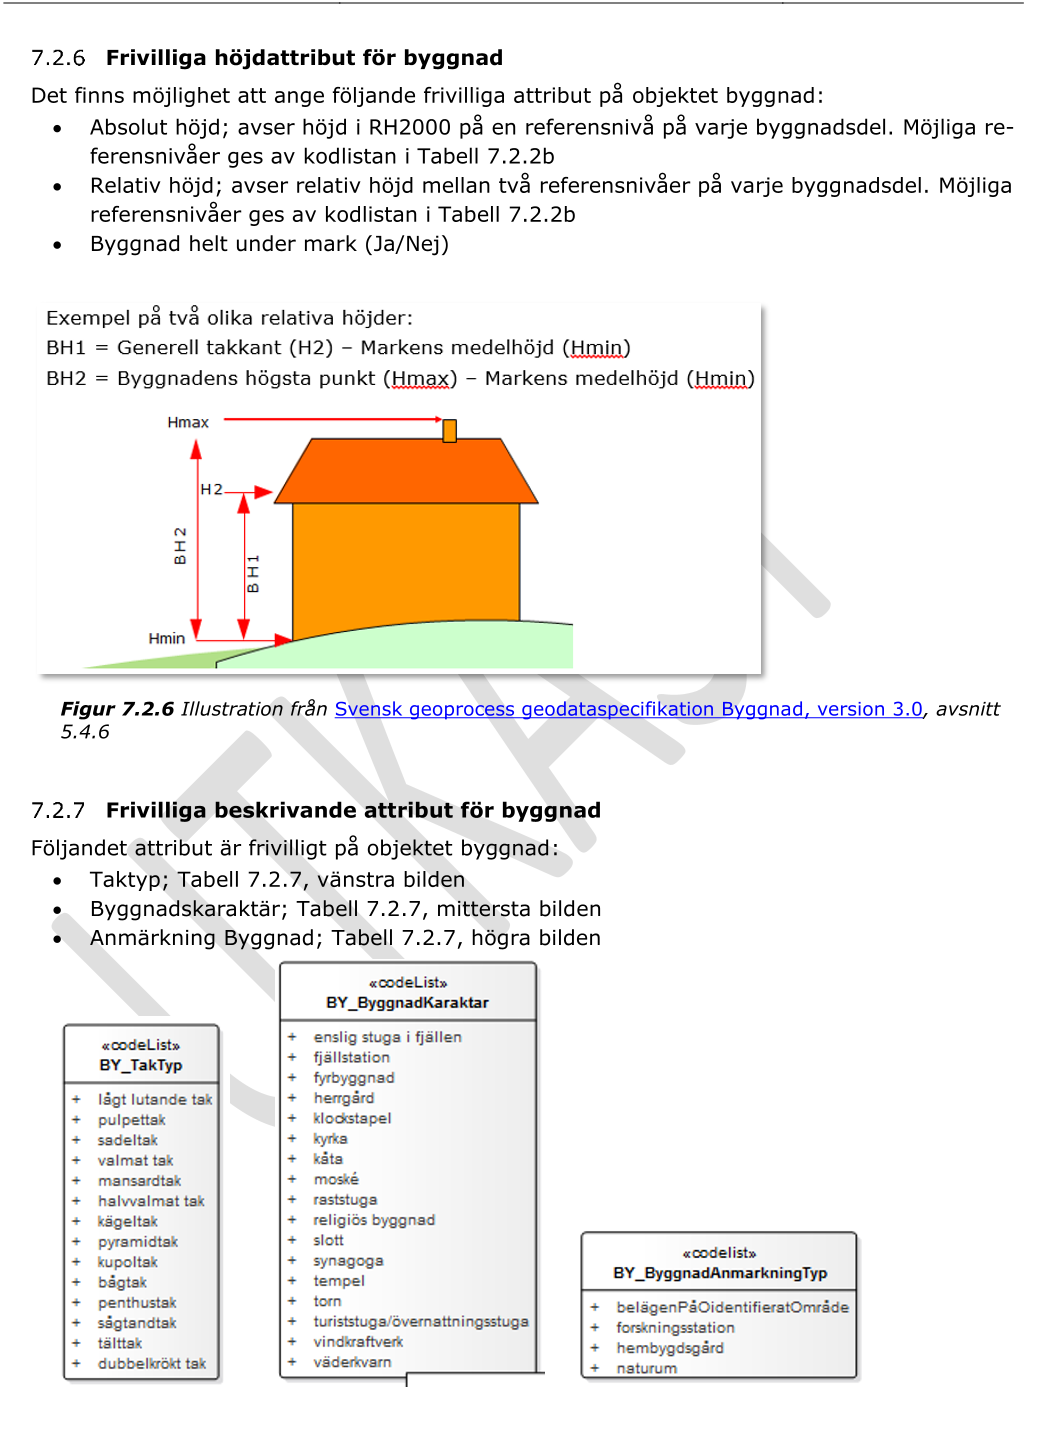 7.2.6 Frivilliga höjdattribut för byggnad
Det finns möjlighet att ange följande frivilliga attribut på objektet byggnad:
• Absolut höjd; avser höjd i RH2000 på en referensnivå på varje byggnadsdel. Möjliga re-
ferensnivåer ges av kodlistan i Tabell 7.2.2b
• Relativ höjd; avser relativ höjd mellan två referensnivåer på varje byggnadsdel. Möjliga
referensnivåer ges av kodlistan i Tabell 7.2.2b
• Byggnad helt under mark (Ja/Nej)
Exempel på två olika relativa höjder:
BH1 = Generell takkant (H2) – Markens medelhöjd (Hmin)
BH2 = Byggnadens högsta punkt (Hmax) – Markens medelhöjd (Hmin)
Hmax
H2
BH2
BH1
Hmin
Figur 7.2.6 Illustration från Svensk geoprocess geodataspecifikation Byggnad, version 3.0, avsnitt
5.4.6
7.2.7 Frivilliga beskrivande attribut för byggnad
Följandet attribut är frivilligt på objektet byggnad:
• Taktyp; Tabell 7.2.7, vänstra bilden
• Byggnadskaraktär; Tabell 7.2.7, mittersta bilden
• Anmärkning Byggnad; Tabell 7.2.7, högra bilden
«codeList»
BY_TakTyp
+ lågt lutande tak
+ pulpettak
+ sadeltak
+ valmat tak
+ mansardtak
+ halvvalmat tak
+ kägeltak
+ pyramidtak
+ kupoltak
+ bågtak
+ penthustak
+ sågtandtak
+ tälttak
+ dubbelkrökt tak
«codeList»
BY_ByggnadKaraktar
+ enslig stuga i fjällen
+ fjällstation
+ fyrbyggnad
+ herrgård
+ klockstapel
+ kyrka
+ kåta
+ moské
+ raststuga
+ religiös byggnad
+ slott
+ synagoga
+ tempel
+ torn
+ turiststuga/övernattningsstuga
+ vindkraftverk
+ väderkvarn
«codelist»
BY_ByggnadAnmarkningTyp
+ belägenPåOidentifieratOmråde
+ forskningsstation
+ hembygdsgård
+ naturum
UTKAST